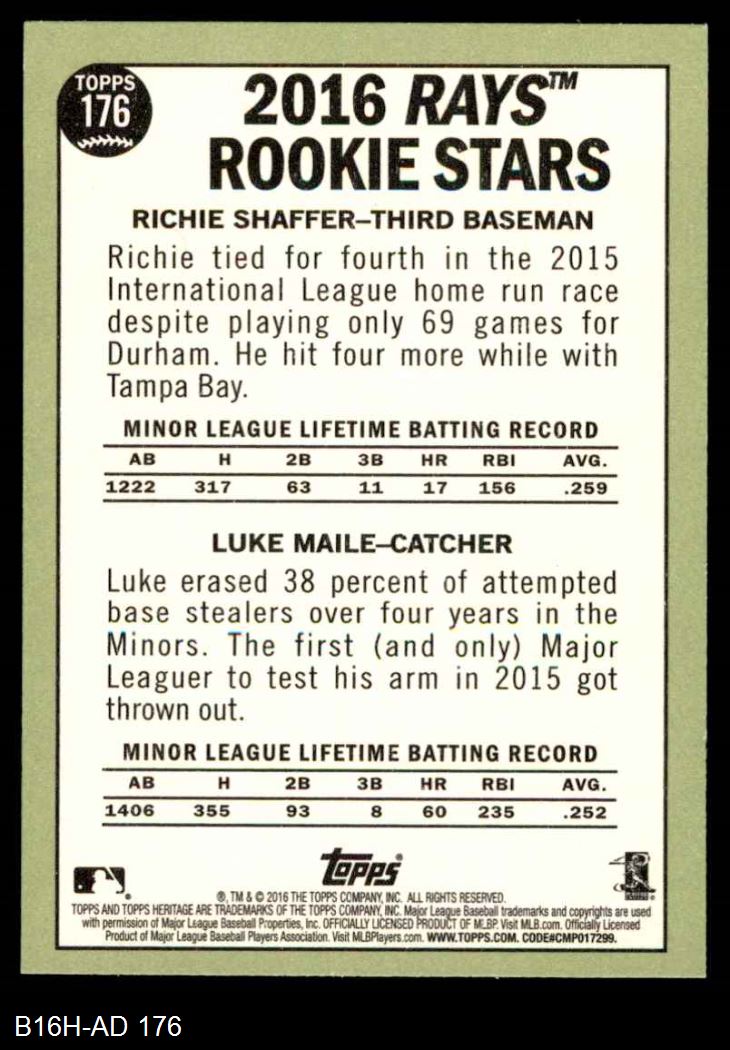 TOPPS
176
2016 RAYS™
ROOKIE STARS
RICHIE SHAFFER–THIRD BASEMAN
Richie tied for fourth in the 2015
International League home run race
despite playing only 69 games for
Durham. He hit four more while with
Tampa Bay.
MINOR LEAGUE LIFETIME BATTING RECORD
AB H 2B 3B HR RBI AVG.
1222 317 63 11 17 156 .259
LUKE MAILE–CATCHER
Luke erased 38 percent of attempted
base stealers over four years in the
Minors. The first (and only) Major
Leaguer to test his arm in 2015 got
thrown out.
MINOR LEAGUE LIFETIME BATTING RECORD
AB H 2B 3B HR RBI AVG.
1406 355 93 8 60 235 .252
topps®
®, TM & © 2016 THE TOPPS COMPANY, INC. ALL RIGHTS RESERVED.
TOPPS AND TOPPS HERITAGE ARE TRADEMARKS OF THE TOPPS COMPANY, INC. Major League Baseball trademarks and copyrights are used
with permission of Major League Baseball Properties, Inc. OFFICIALLY LICENSED PRODUCT OF MLBP. Visit MLB.com. Officially Licensed
Product of Major League Baseball Players Association. Visit MLBPlayers.com. WWW.TOPPS.COM. CODE#CMP017299.
B16H-AD 176